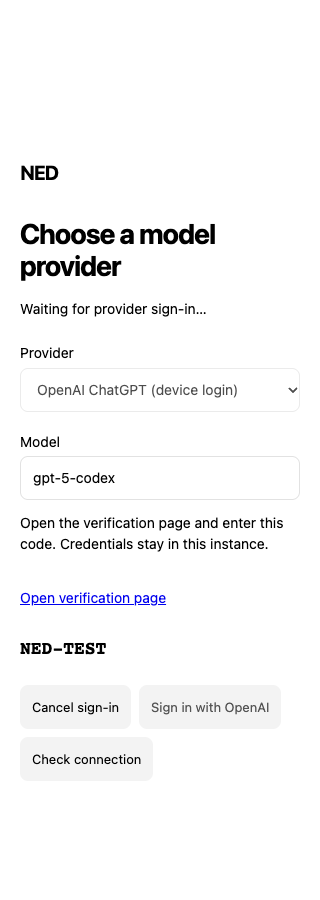 NED
Choose a model
provider
Waiting for provider sign-in...
Provider
OpenAI ChatGPT (device login)
Model
gpt-5-codex
Open the verification page and enter this
code. Credentials stay in this instance.
Open verification page
NED-TEST
Cancel sign-in
Sign in with OpenAI
Check connection